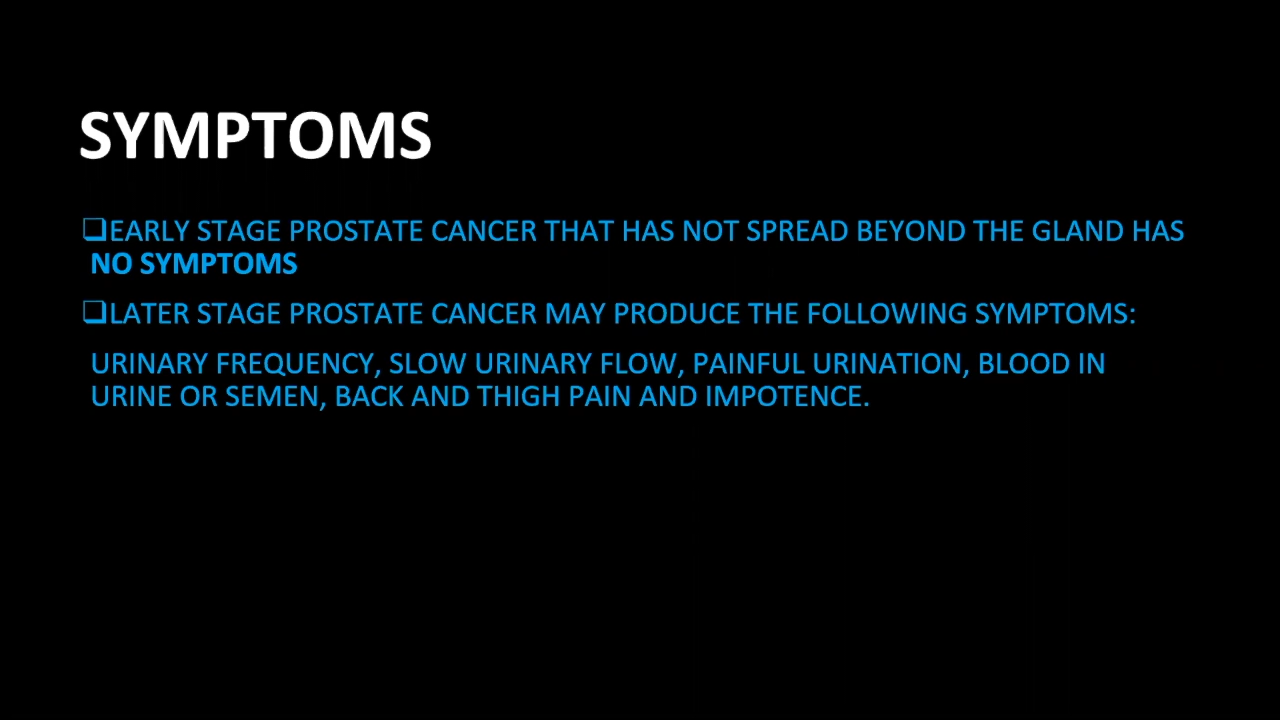 SYMPTOMS
❑EARLY STAGE PROSTATE CANCER THAT HAS NOT SPREAD BEYOND THE GLAND HAS
NO SYMPTOMS
❑LATER STAGE PROSTATE CANCER MAY PRODUCE THE FOLLOWING SYMPTOMS:
URINARY FREQUENCY, SLOW URINARY FLOW, PAINFUL URINATION, BLOOD IN
URINE OR SEMEN, BACK AND THIGH PAIN AND IMPOTENCE.